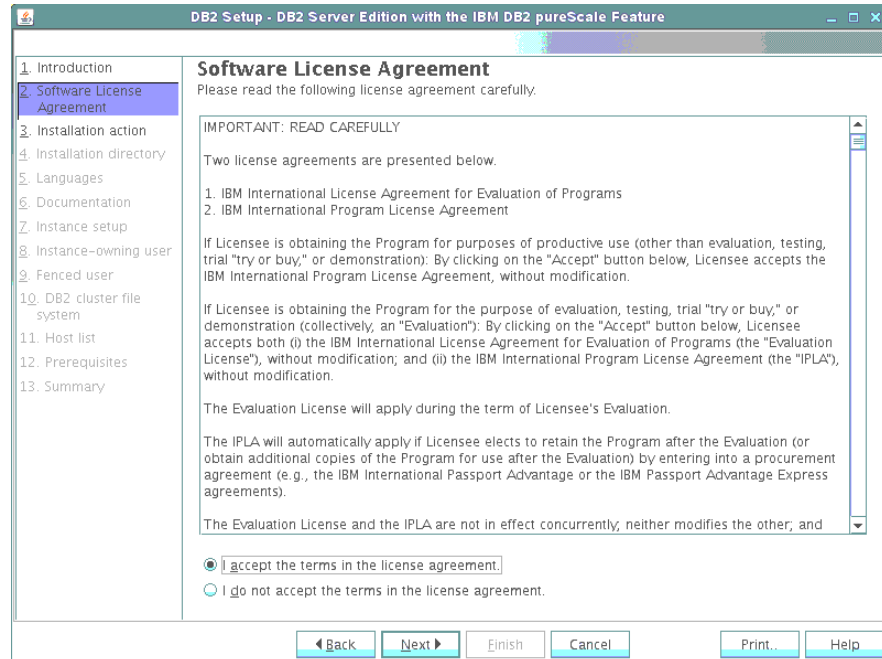 DB2 Setup - DB2 Server Edition with the IBM DB2 pureScale Feature
1. Introduction
2. Software License
Agreement
3. Installation action
4. Installation directory
5. Languages
6. Documentation
7. Instance setup
8. Instance-owning user
9. Fenced user
10. DB2 cluster file
system
11. Host list
12. Prerequisites
13. Summary
Software License Agreement
Please read the following license agreement carefully.
IMPORTANT: READ CAREFULLY
Two license agreements are presented below.
1. IBM International License Agreement for Evaluation of Programs
2. IBM International Program License Agreement
If Licensee is obtaining the Program for purposes of productive use (other than evaluation, testing,
trial "try or buy," or demonstration): By clicking on the "Accept" button below, Licensee accepts the
IBM International Program License Agreement, without modification.
If Licensee is obtaining the Program for the purpose of evaluation, testing, trial "try or buy," or
demonstration (collectively, an "Evaluation"): By clicking on the "Accept" button below, Licensee
accepts both (i) the IBM International License Agreement for Evaluation of Programs (the "Evaluation
License"), without modification; and (ii) the IBM International Program License Agreement (the "IPLA"),
without modification.
The Evaluation License will apply during the term of Licensee's Evaluation.
The IPLA will automatically apply if Licensee elects to retain the Program after the Evaluation (or
obtain additional copies of the Program for use after the Evaluation) by entering into a procurement
agreement (e.g., the IBM International Passport Advantage or the IBM Passport Advantage Express
agreements).
The Evaluation License and the IPLA are not in effect concurrently; neither modifies the other; and
I accept the terms in the license agreement.
I do not accept the terms in the license agreement.
Back Next Finish Cancel Print.. Help